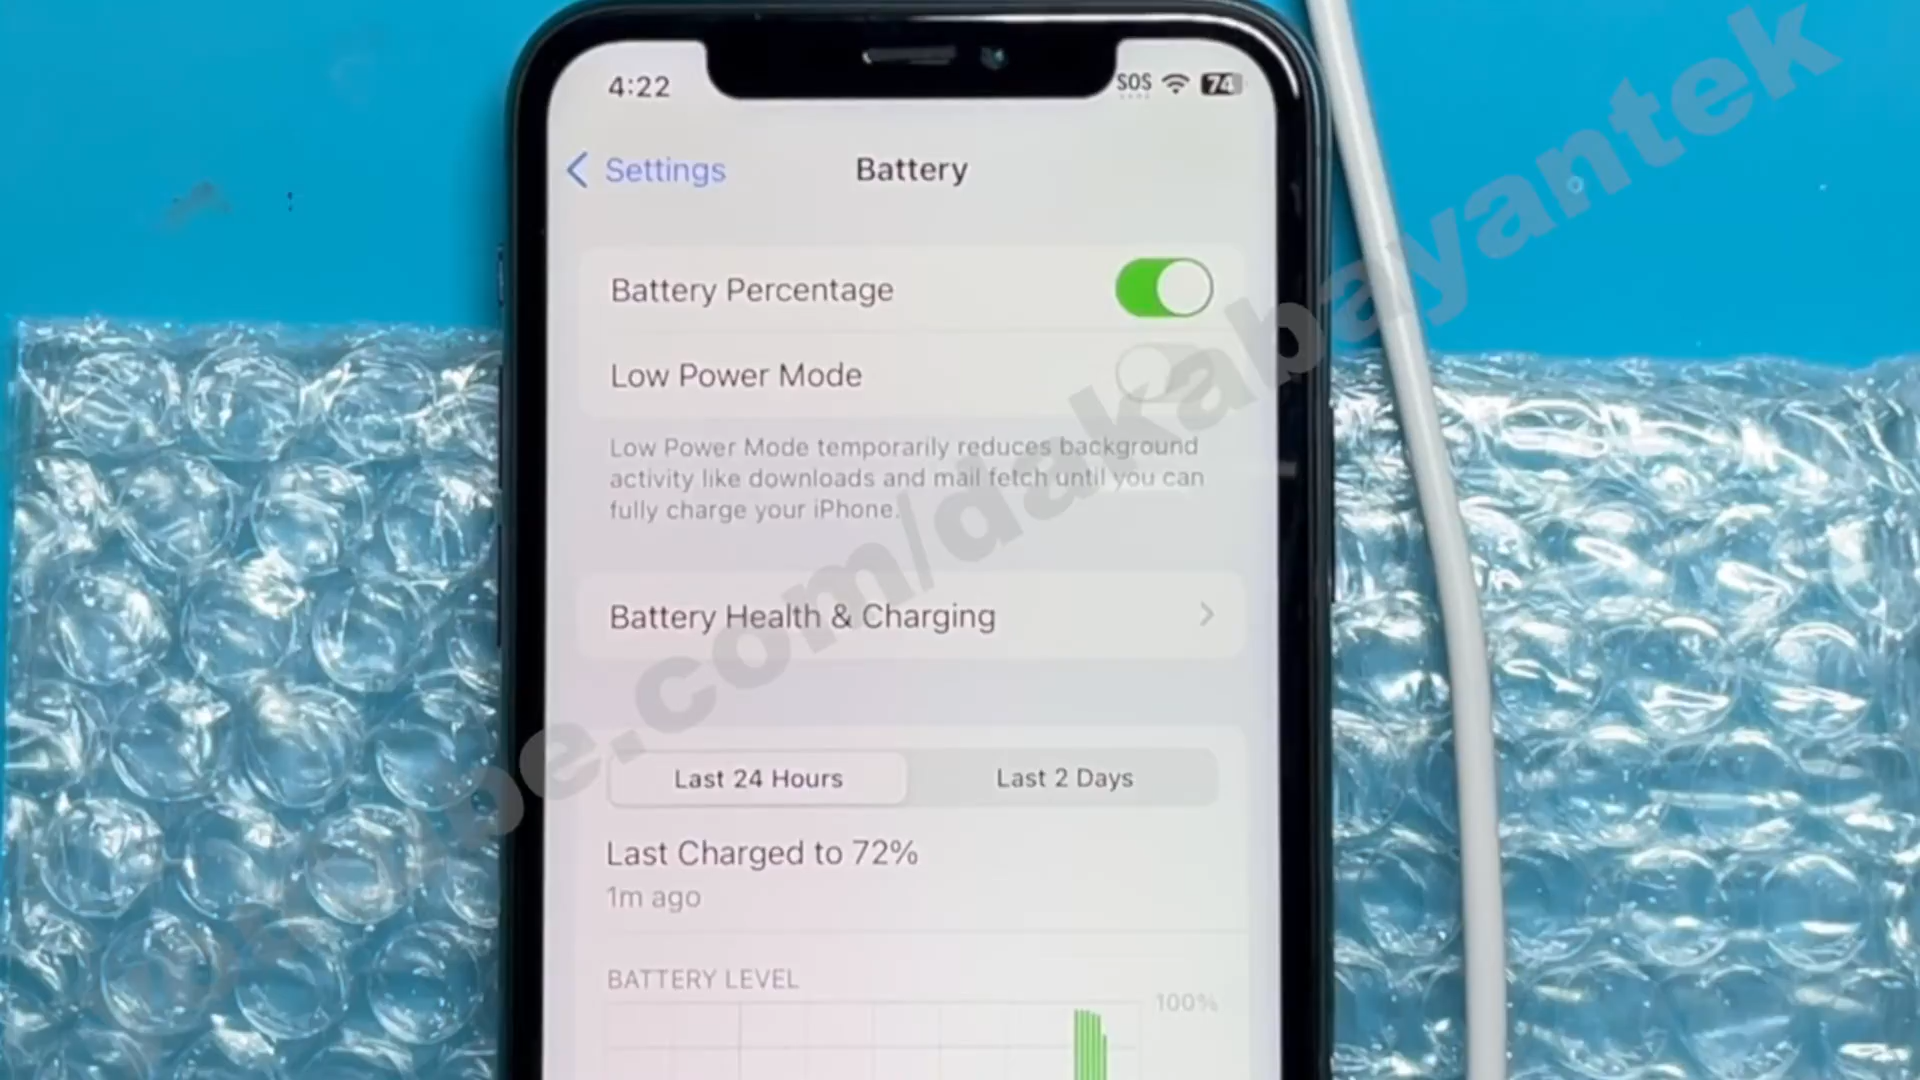 4:22
SOS
74
Settings
Battery
Battery Percentage
Low Power Mode
Low Power Mode temporarily reduces background
activity like downloads and mail fetch until you can
fully charge your iPhone.
Battery Health & Charging
Last 24 Hours
Last 2 Days
Last Charged to 72%
1m ago
BATTERY LEVEL
100%
be.com/dakabayantek